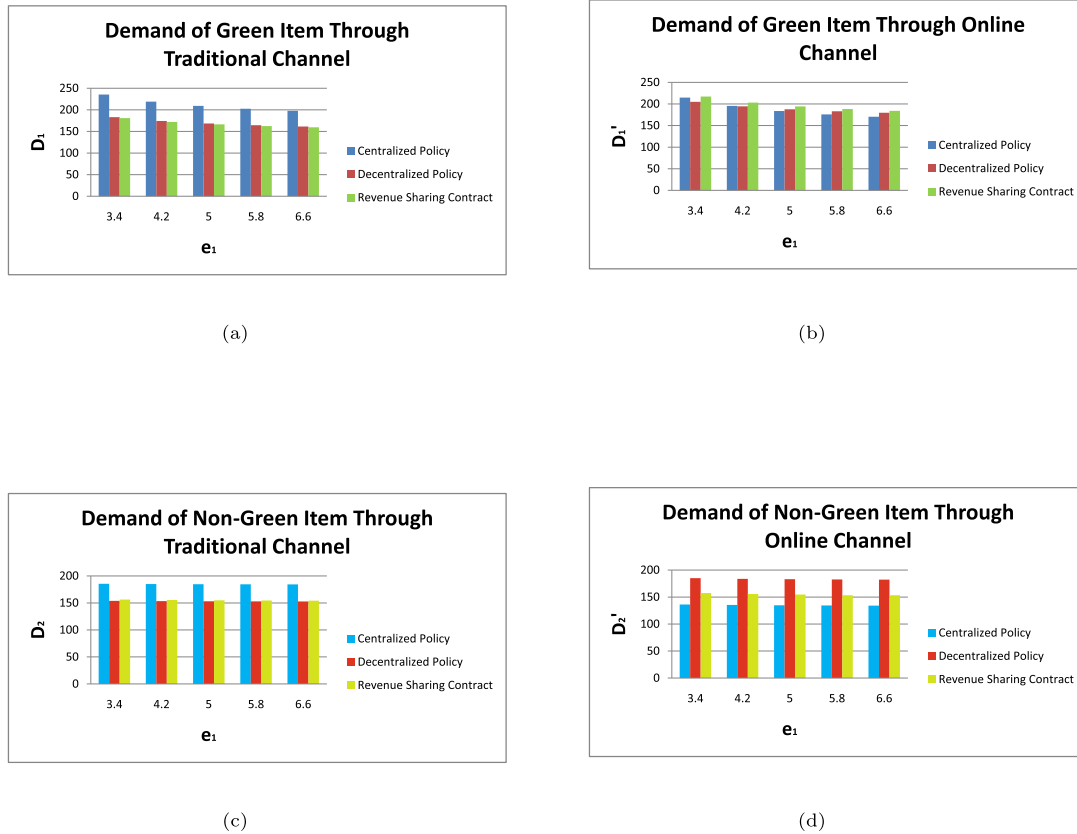 Demand of Green Item Through
Traditional Channel
250
200
150
100
50
0
D1
3.4 4.2 5 5.8 6.6
e1
Centralized Policy
Decentralized Policy
Revenue Sharing Contract
(a)
Demand of Green Item Through Online
Channel
250
200
150
100
50
0
D1'
3.4 4.2 5 5.8 6.6
e1
Centralized Policy
Decentralized Policy
Revenue Sharing Contract
(b)
Demand of Non-Green Item Through
Traditional Channel
200
150
100
50
0
D2
3.4 4.2 5 5.8 6.6
e1
Centralized Policy
Decentralized Policy
Revenue Sharing Contract
(c)
Demand of Non-Green Item Through
Online Channel
200
150
100
50
0
D2'
3.4 4.2 5 5.8 6.6
e1
Centralized Policy
Decentralized Policy
Revenue Sharing Contract
(d)